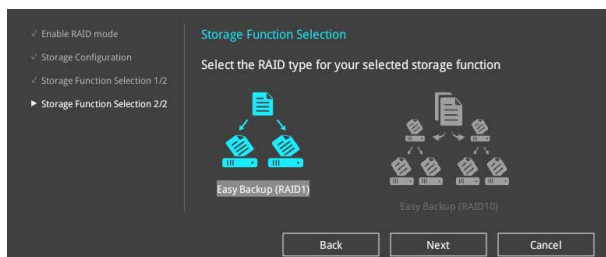 ✓ Enable RAID mode
✓ Storage Configuration
✓ Storage Function Selection 1/2
► Storage Function Selection 2/2
Storage Function Selection
Select the RAID type for your selected storage function
Easy Backup (RAID1)
Easy Backup (RAID10)
Back
Next
Cancel